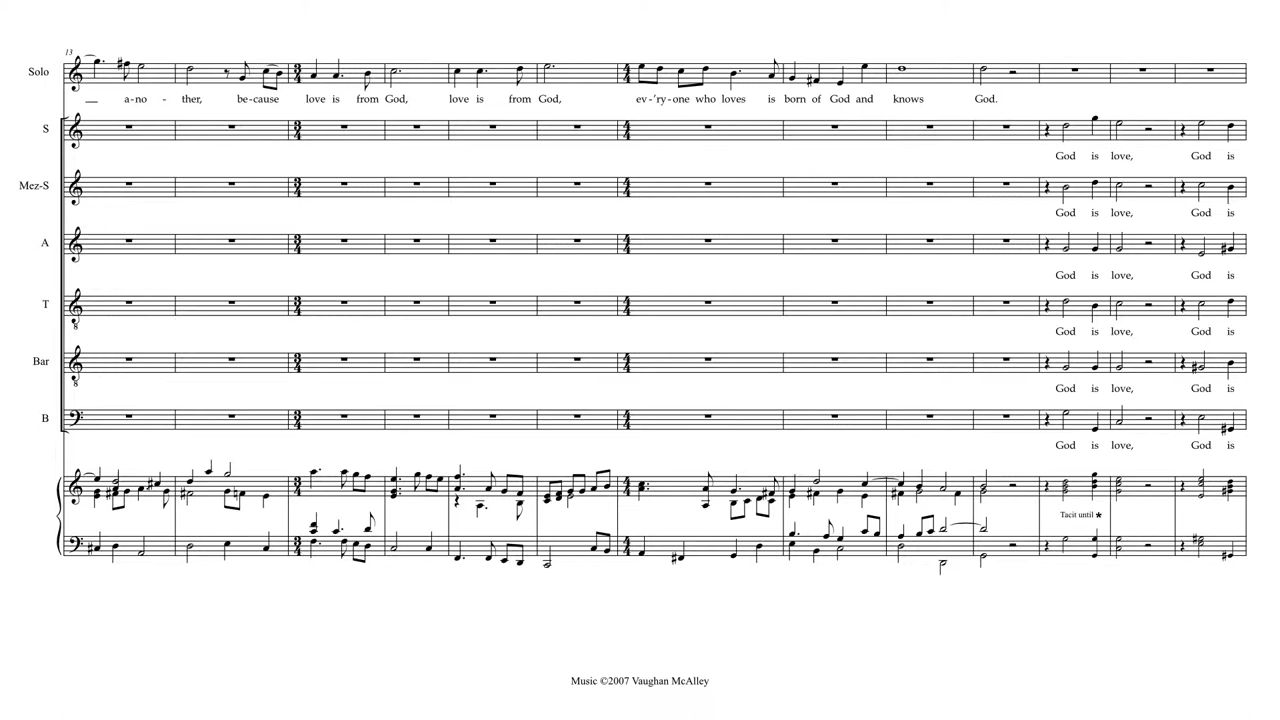 13
Solo
a-no - ther, be-cause love is from God, love is from God, ev-'ry-one who loves is born of God and knows God.
S
God is love, God is
Mez-S
God is love, God is
A
God is love, God is
T
God is love, God is
Bar
God is love, God is
B
God is love, God is
Tacit until *
Music ©2007 Vaughan McAlley